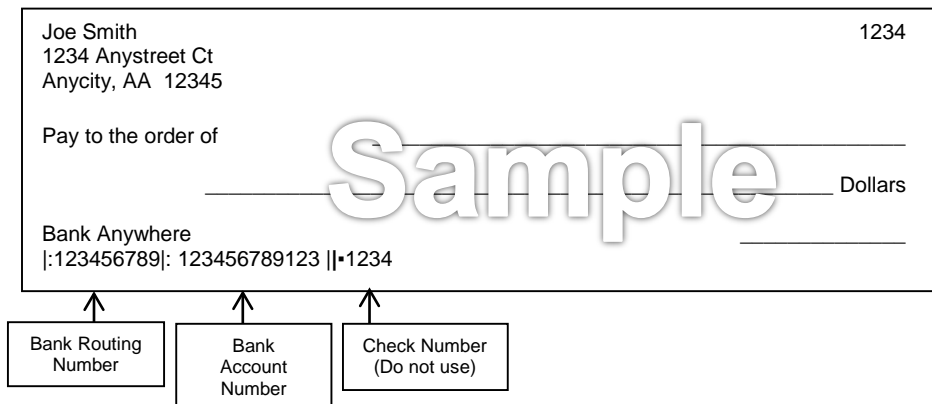 Joe Smith 1234
1234 Anystreet Ct
Anycity, AA 12345
Pay to the order of
Sample
Dollars
Bank Anywhere
|:123456789|: 123456789123 ||▪1234
Bank Routing
Number
Bank
Account
Number
Check Number
(Do not use)